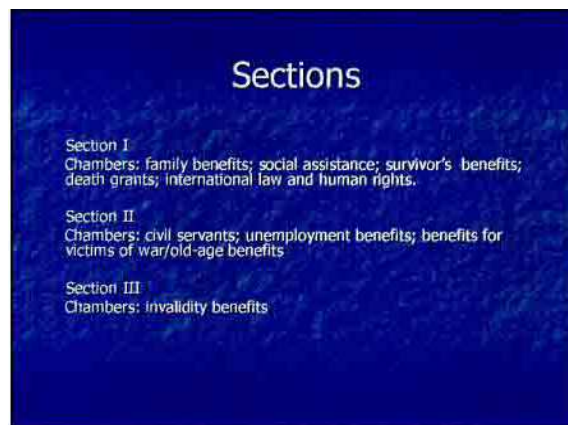 Sections
Section I
Chambers: family benefits; social assistance; survivor's benefits;
death grants; international law and human rights.
Section II
Chambers: civil servants; unemployment benefits; benefits for
victims of war/old-age benefits
Section III
Chambers: invalidity benefits